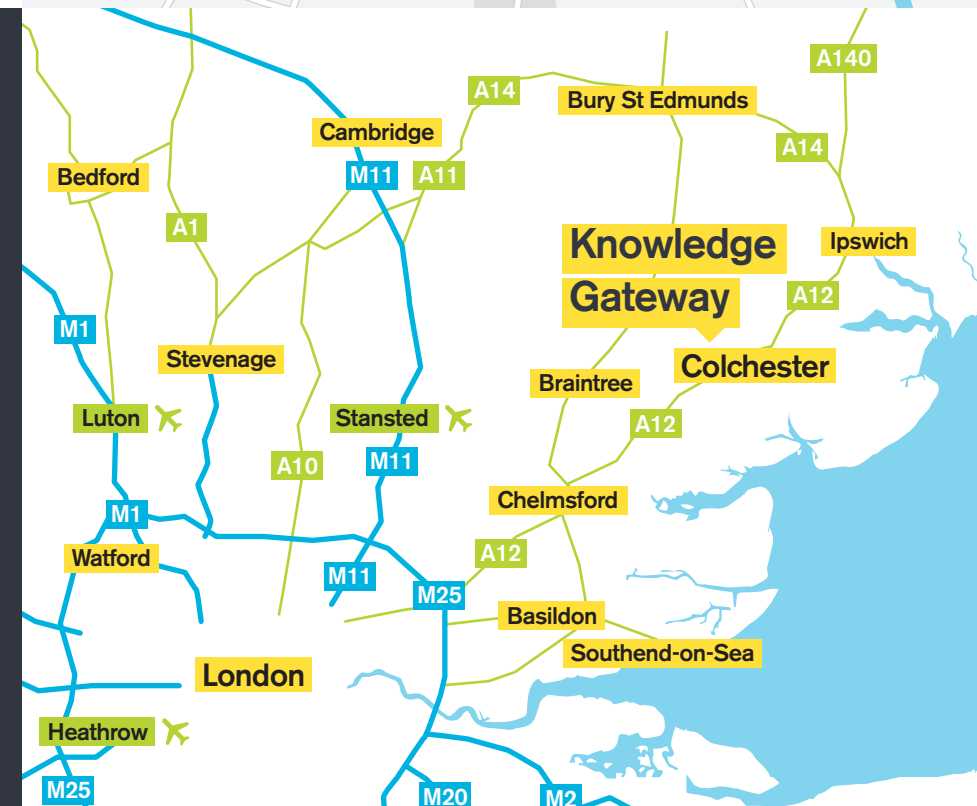 A140
A14
Bury St Edmunds
Cambridge
A14
Bedford
M11
A11
A1
Knowledge
Gateway
Ipswich
A12
M1
Stevenage
Colchester
Braintree
Luton
Stansted
A12
A10
M11
Chelmsford
M1
A12
Watford
M11
M25
Basildon
Southend-on-Sea
London
Heathrow
M25
M20
M2